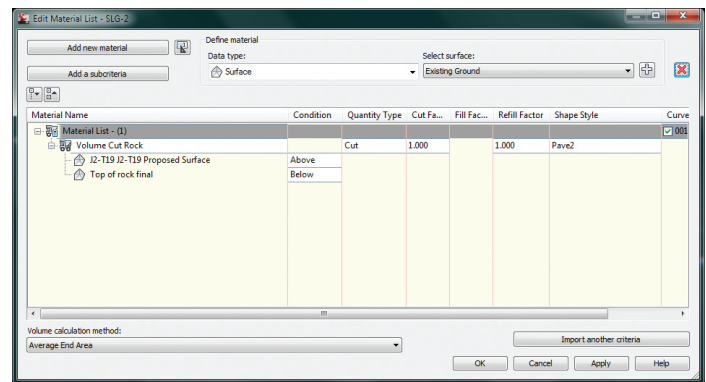 Edit Material List - SLG-2
Add new material
Define material
Data type:
Select surface:
Add a subcriteria
Surface
Existing Ground
Material Name Condition Quantity Type Cut Fa... Fill Fac... Refill Factor Shape Style Curve
Material List - (1) 001
Volume Cut Rock Cut 1.000 1.000 Pave2
J2-T19 J2-T19 Proposed Surface Above
Top of rock final Below
Volume calculation method:
Average End Area
Import another criteria
OK Cancel Apply Help